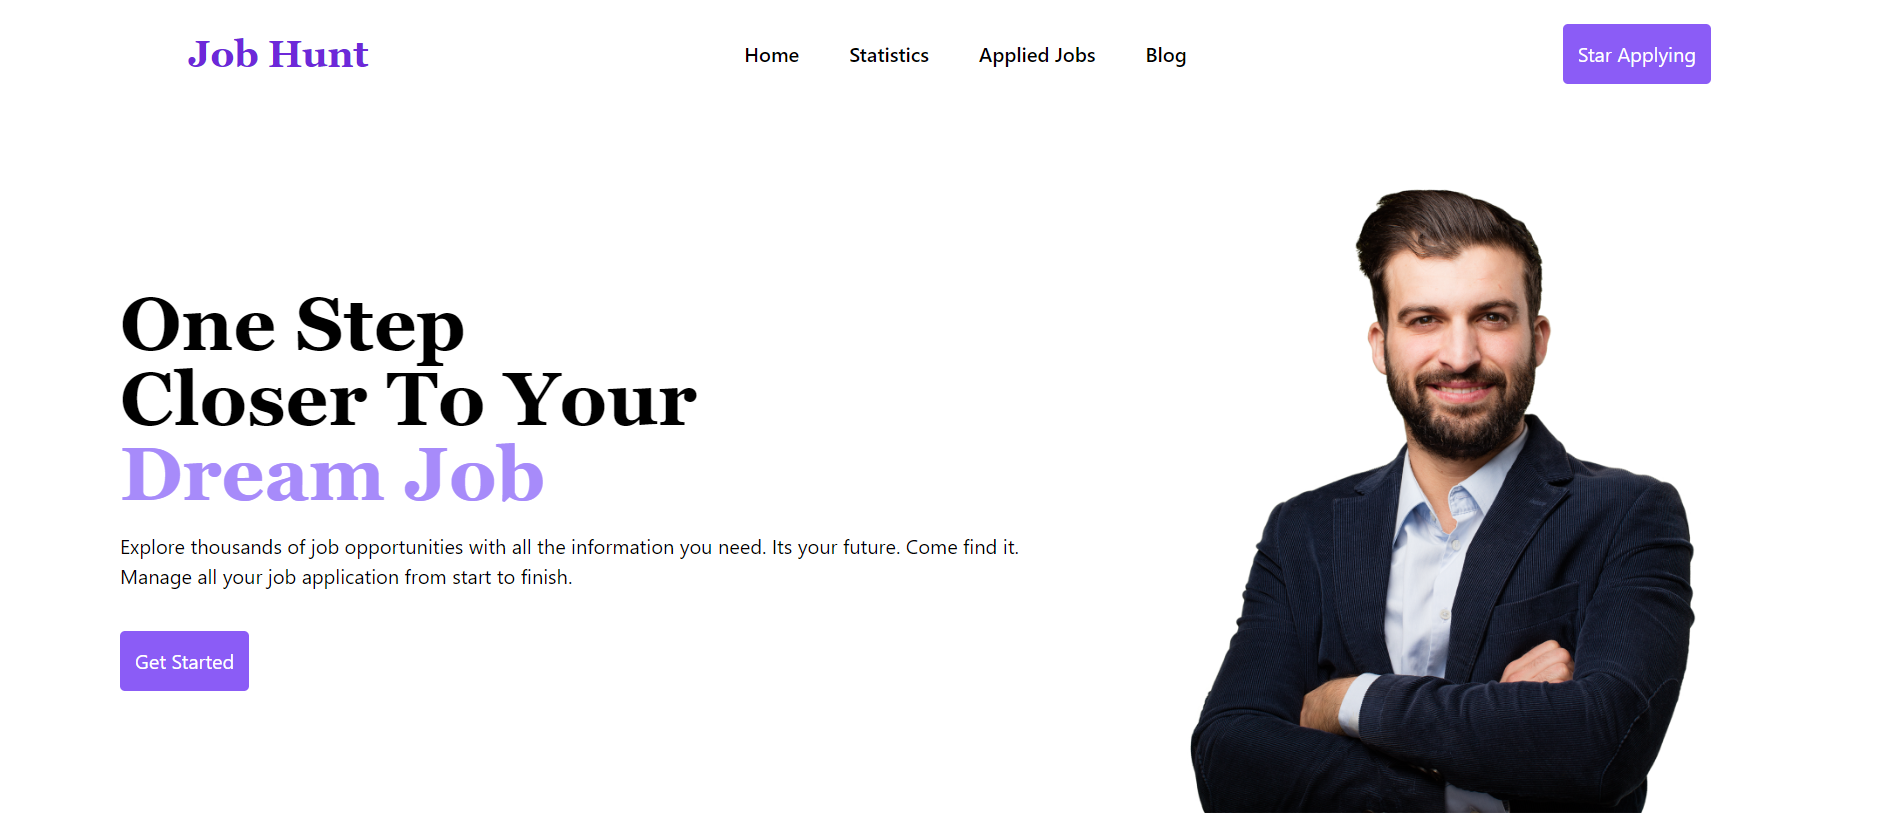 Job Hunt
Home
Statistics
Applied Jobs
Blog
Star Applying
One Step
Closer To Your
Dream Job
Explore thousands of job opportunities with all the information you need. Its your future. Come find it.
Manage all your job application from start to finish.
Get Started